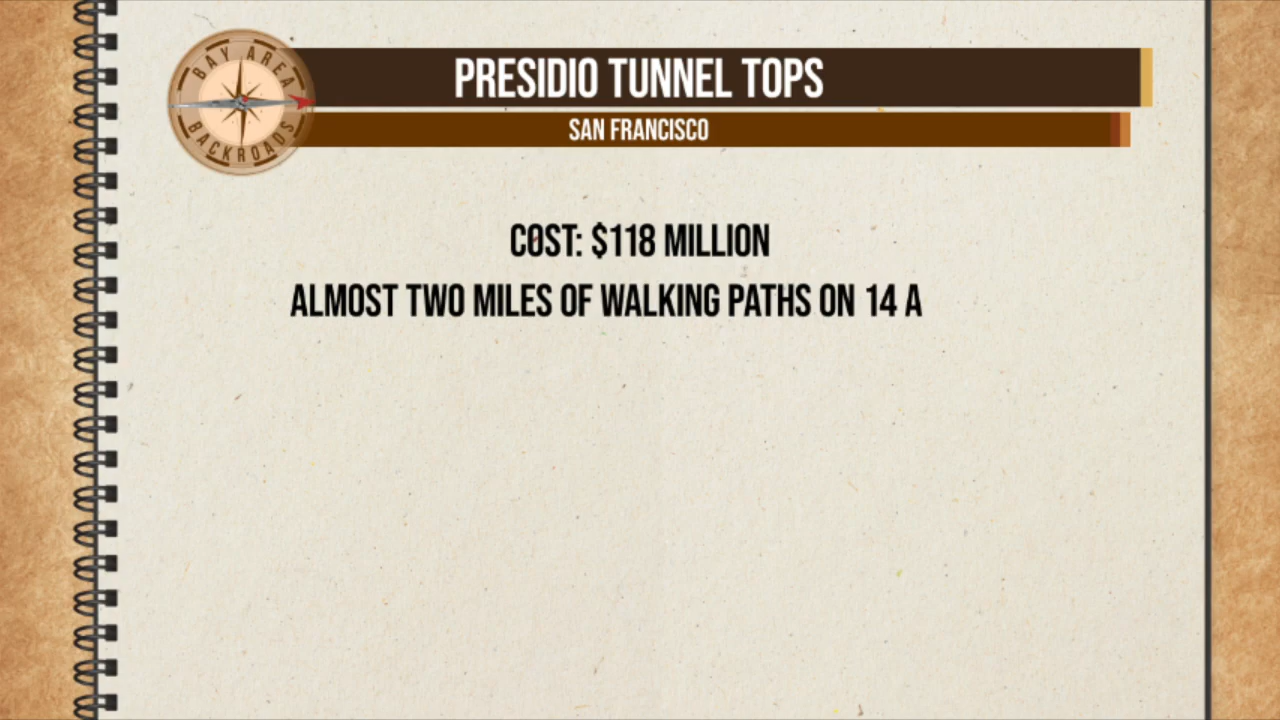 BAY AREA
BACKROADS
PRESIDIO TUNNEL TOPS
SAN FRANCISCO
COST: $118 MILLION
ALMOST TWO MILES OF WALKING PATHS ON 14 A